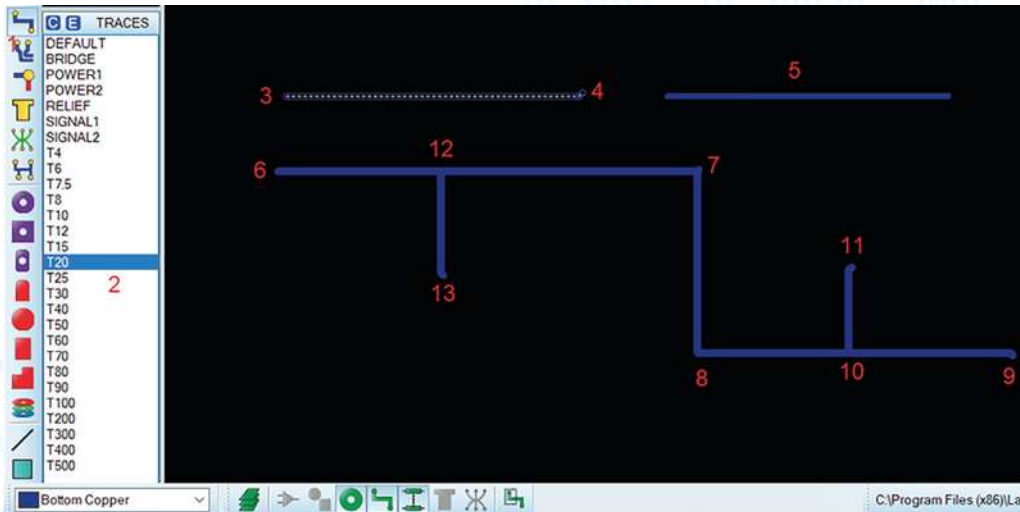 C E TRACES
1
DEFAULT
BRIDGE
POWER1
POWER2
RELIEF
SIGNAL1
SIGNAL2
T4
T6
T7.5
T8
T10
T12
T15
T20
T25
T30
T40
T50
T60
T70
T80
T90
T100
T200
T300
T400
T500
2
3
4
5
6
12
7
13
11
8
10
9
Bottom Copper
C:\Program Files (x86)\La